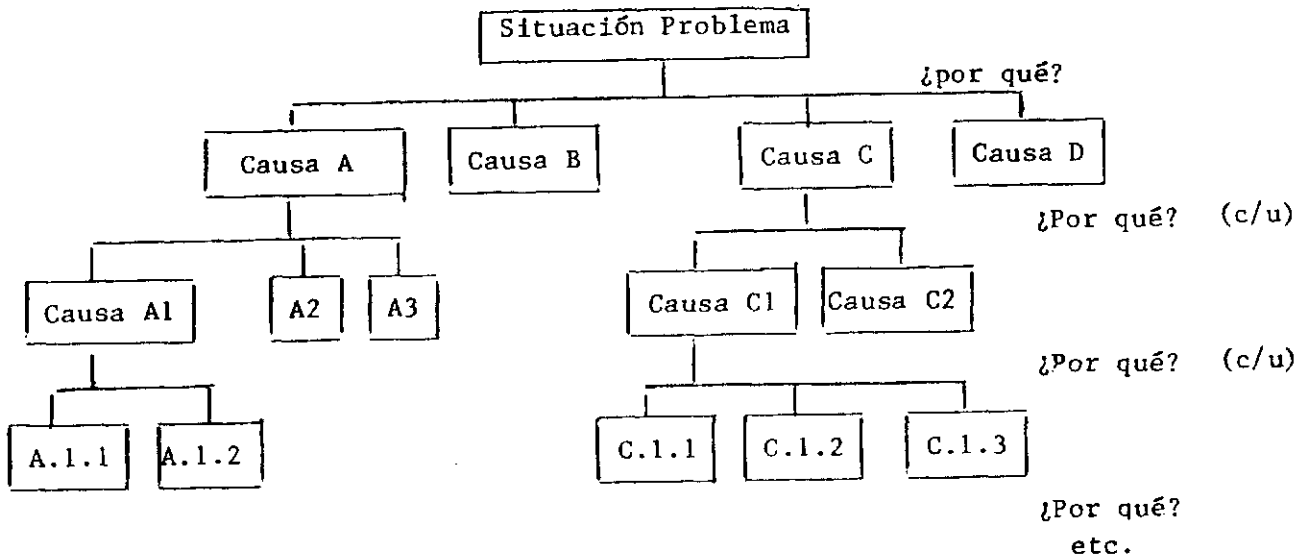 Situación Problema
¿por qué?
Causa A
Causa B
Causa C
Causa D
¿Por qué? (c/u)
Causa A1
A2
A3
Causa C1
Causa C2
¿Por qué? (c/u)
A.1.1
A.1.2
C.1.1
C.1.2
C.1.3
¿Por qué?
etc.